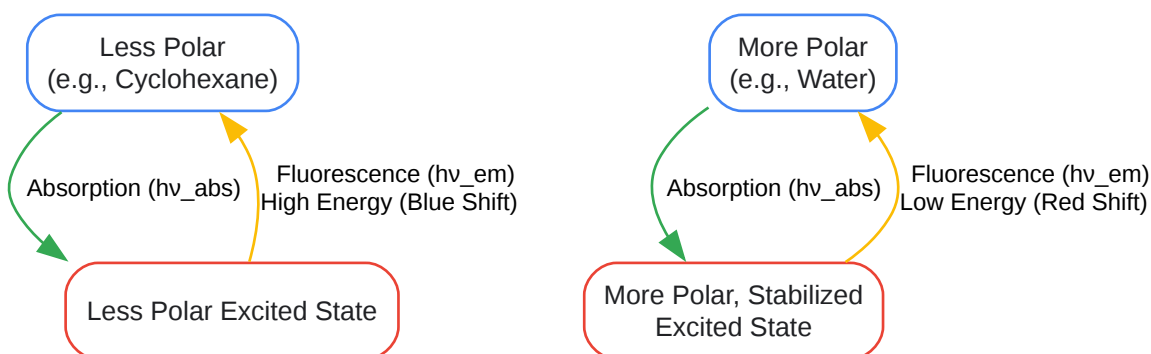 Less Polar
(e.g., Cyclohexane)
Absorption (hν_abs)
Fluorescence (hν_em)
High Energy (Blue Shift)
Less Polar Excited State
More Polar
(e.g., Water)
Absorption (hν_abs)
Fluorescence (hν_em)
Low Energy (Red Shift)
More Polar, Stabilized
Excited State